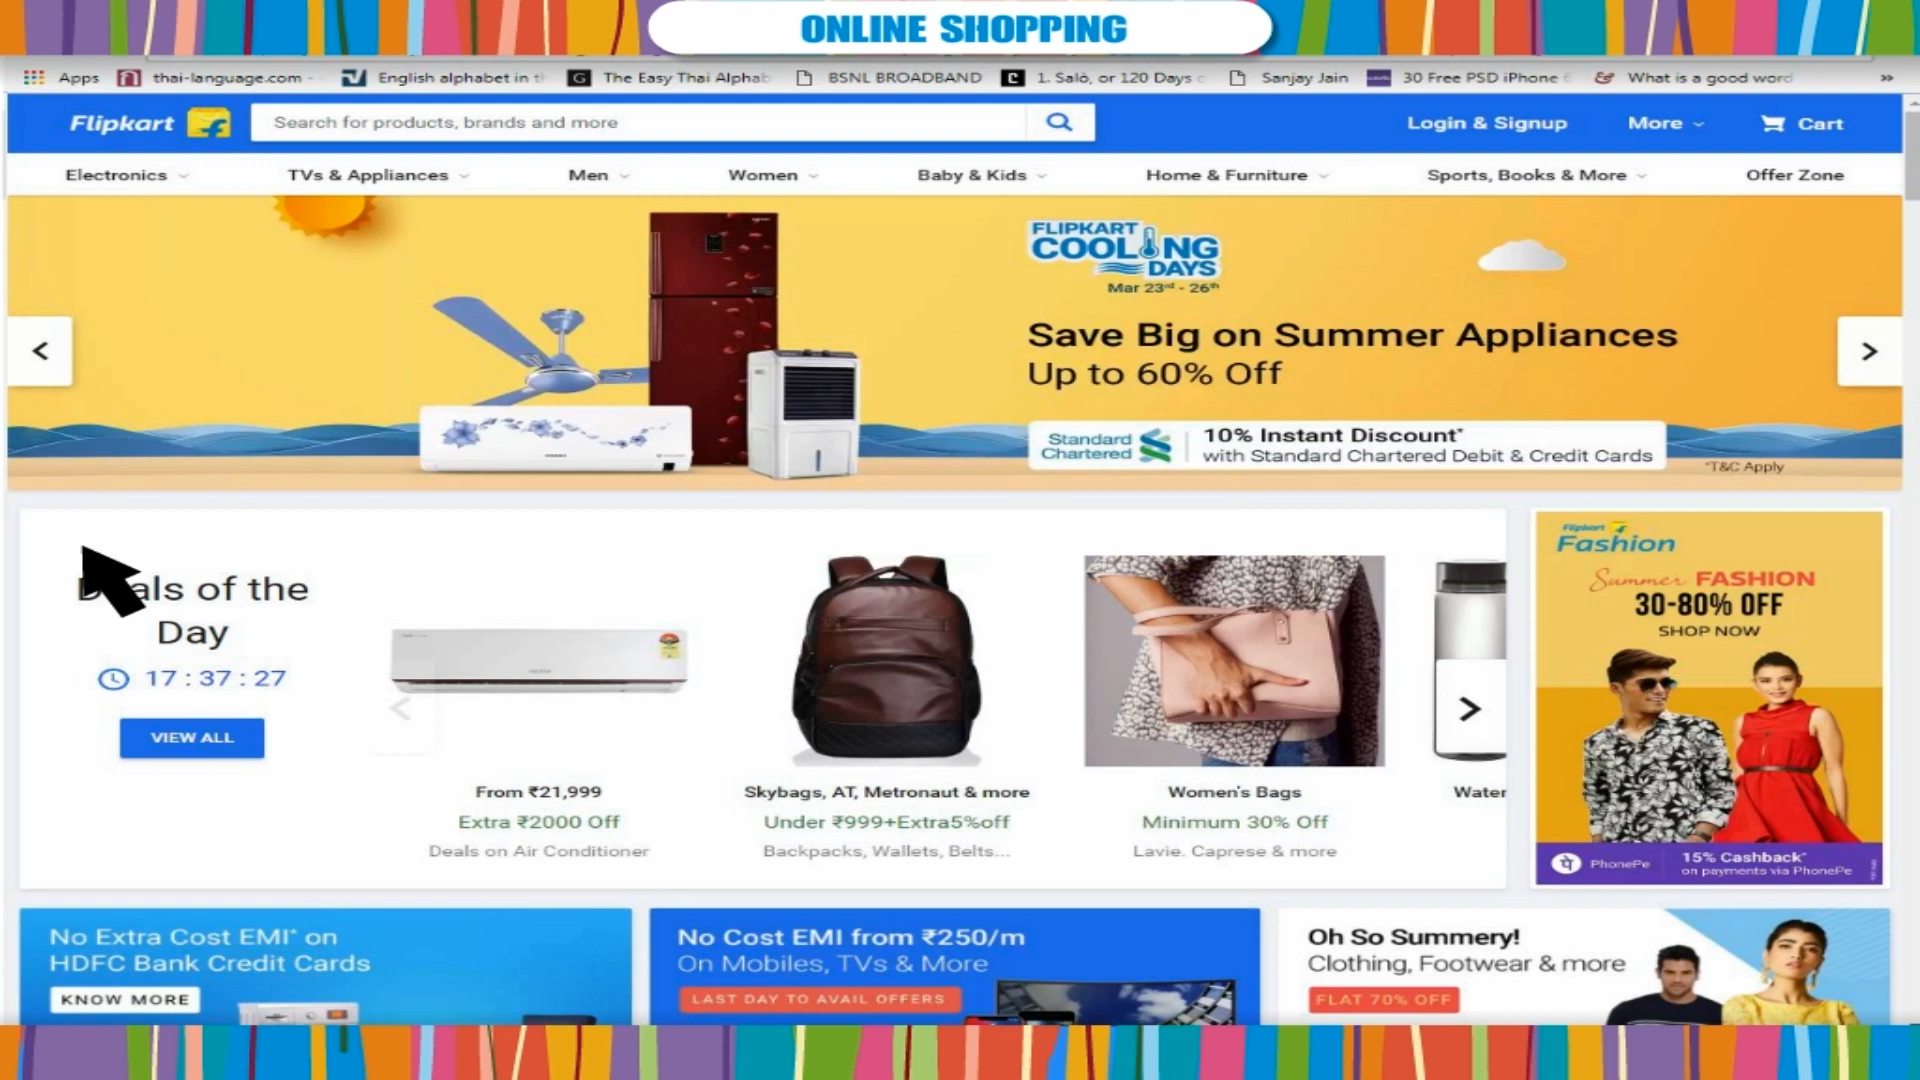 ONLINE SHOPPING
Apps thai-language.com - English alphabet in th The Easy Thai Alphab BSNL BROADBAND 1. Salò, or 120 Days o Sanjay Jain 30 Free PSD iPhone 6 What is a good word »
Flipkart Search for products, brands and more Login & Signup More Cart
Electronics TVs & Appliances Men Women Baby & Kids Home & Furniture Sports, Books & More Offer Zone
FLIPKART
COOLING
DAYS
Mar 23rd - 26th
Save Big on Summer Appliances
Up to 60% Off
Standard Chartered
10% Instant Discount*
with Standard Chartered Debit & Credit Cards
*T&C Apply
Deals of the
Day
17 : 37 : 27
VIEW ALL
From ₹21,999
Extra ₹2000 Off
Deals on Air Conditioner
Skybags, AT, Metronaut & more
Under ₹999+Extra5%off
Backpacks, Wallets, Belts...
Women's Bags
Minimum 30% Off
Lavie. Caprese & more
Water
Flipkart
Fashion
Summer FASHION
30-80% OFF
SHOP NOW
PhonePe
15% Cashback*
on payments via PhonePe
No Extra Cost EMI* on
HDFC Bank Credit Cards
KNOW MORE
No Cost EMI from ₹250/m
On Mobiles, TVs & More
LAST DAY TO AVAIL OFFERS
Oh So Summery!
Clothing, Footwear & more
FLAT 70% OFF